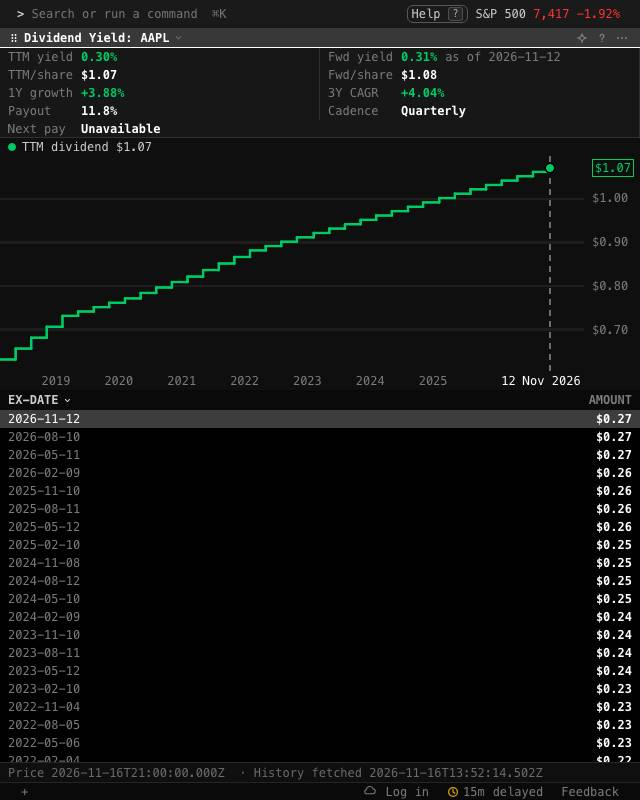 > Search or run a command ⌘K Help ? S&P 500 7,417 −1.92%
Dividend Yield: AAPL ?
TTM yield 0.30% Fwd yield 0.31% as of 2026-11-12
TTM/share $1.07 Fwd/share $1.08
1Y growth +3.88% 3Y CAGR +4.04%
Payout 11.8% Cadence Quarterly
Next pay Unavailable
TTM dividend $1.07
$1.07
$1.00
$0.90
$0.80
$0.70
2019 2020 2021 2022 2023 2024 2025 12 Nov 2026
EX-DATE AMOUNT
2026-11-12 $0.27
2026-08-10 $0.27
2026-05-11 $0.27
2026-02-09 $0.26
2025-11-10 $0.26
2025-08-11 $0.26
2025-05-12 $0.26
2025-02-10 $0.25
2024-11-08 $0.25
2024-08-12 $0.25
2024-05-10 $0.25
2024-02-09 $0.24
2023-11-10 $0.24
2023-08-11 $0.24
2023-05-12 $0.24
2023-02-10 $0.23
2022-11-04 $0.23
2022-08-05 $0.23
2022-05-06 $0.23
2022-02-04 $0.22
Price 2026-11-16T21:00:00.000Z · History fetched 2026-11-16T13:52:14.502Z
+ Log in 15m delayed Feedback